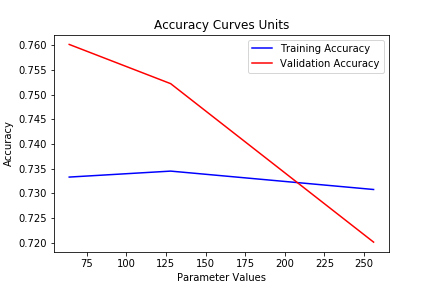 Accuracy Curves Units
Training Accuracy
Validation Accuracy
0.760
0.755
0.750
0.745
0.740
0.735
0.730
0.725
0.720
Accuracy
75 100 125 150 175 200 225 250
Parameter Values